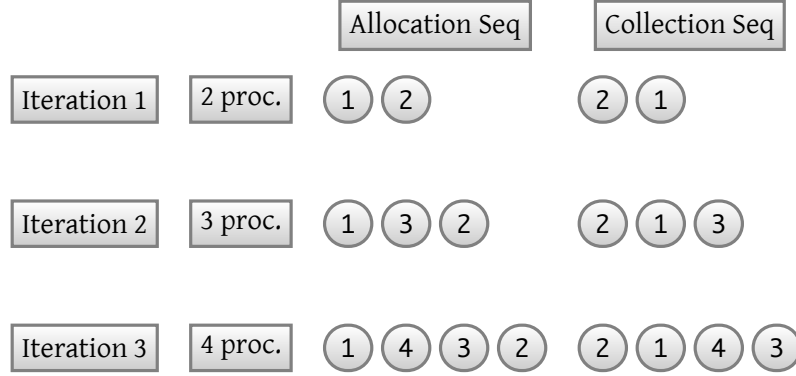 Allocation Seq Collection Seq
Iteration 1 2 proc. 1 2 2 1
Iteration 2 3 proc. 1 3 2 2 1 3
Iteration 3 4 proc. 1 4 3 2 2 1 4 3